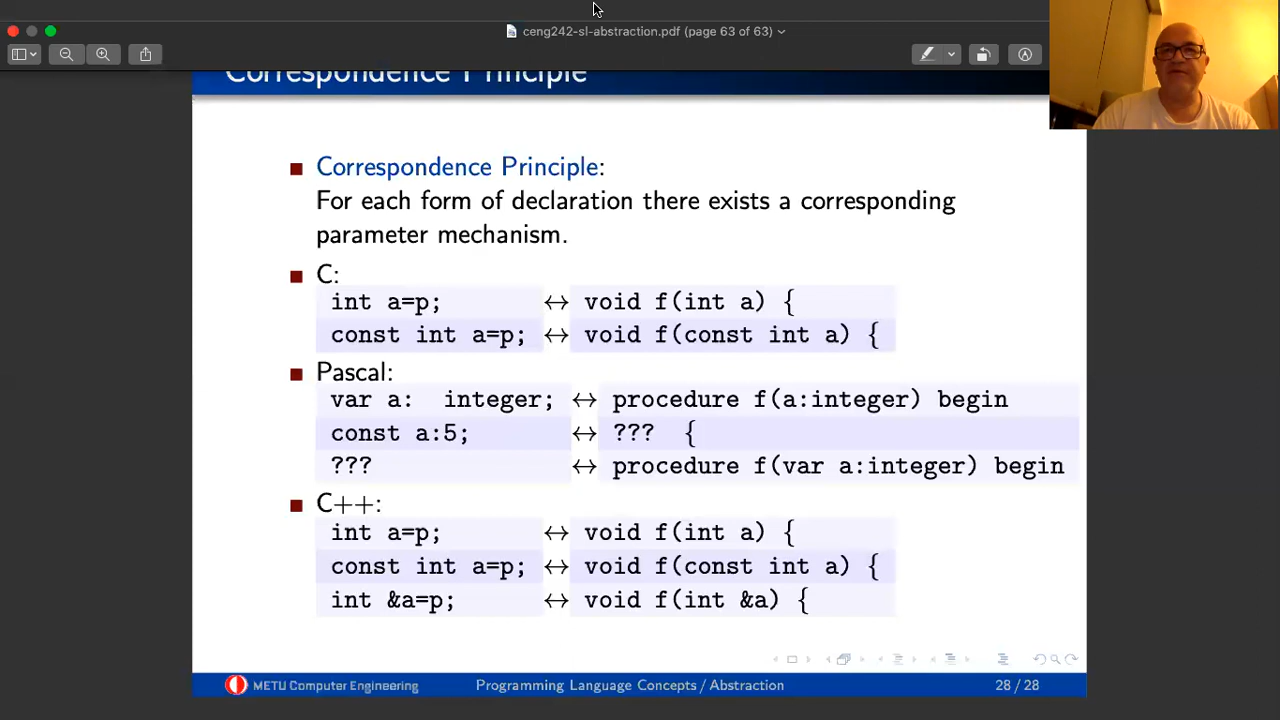 ceng242-sl-abstraction.pdf (page 63 of 63)
Correspondence Principle
Correspondence Principle:
For each form of declaration there exists a corresponding
parameter mechanism.
C:
int a=p; ↔ void f(int a) {
const int a=p; ↔ void f(const int a) {
Pascal:
var a: integer; ↔ procedure f(a:integer) begin
const a:5; ↔ ??? {
??? ↔ procedure f(var a:integer) begin
C++:
int a=p; ↔ void f(int a) {
const int a=p; ↔ void f(const int a) {
int &a=p; ↔ void f(int &a) {
METU Computer Engineering Programming Language Concepts / Abstraction 28 / 28